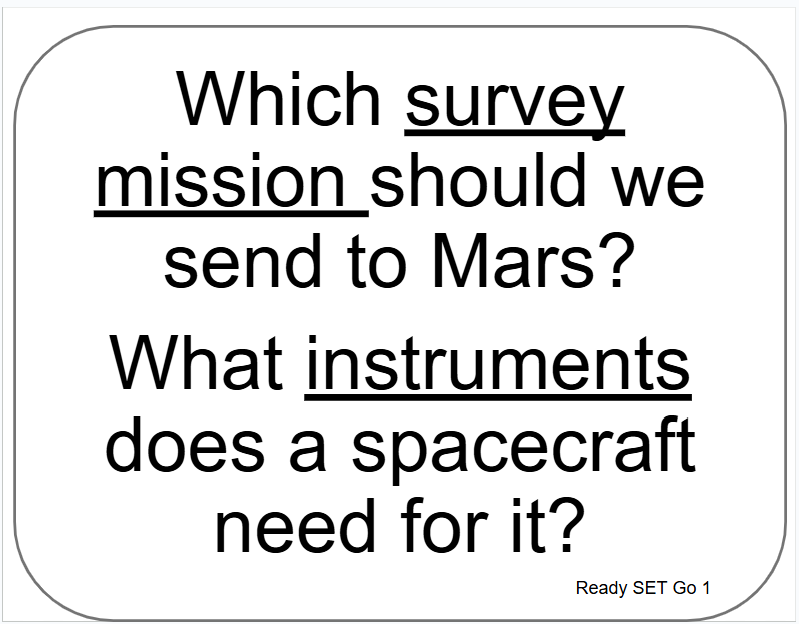 Which survey
mission should we
send to Mars?
What instruments
does a spacecraft
need for it?
Ready SET Go 1